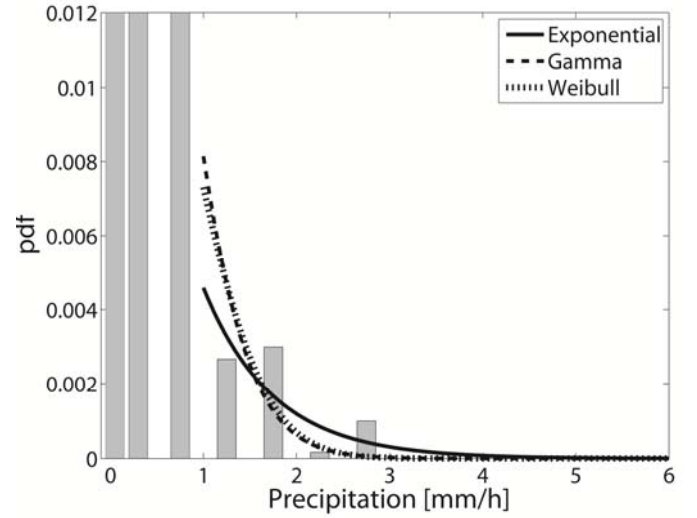 0.012
0.01
0.008
0.006
0.004
0.002
0
pdf
Exponential
Gamma
Weibull
0 1 2 3 4 5 6
Precipitation [mm/h]